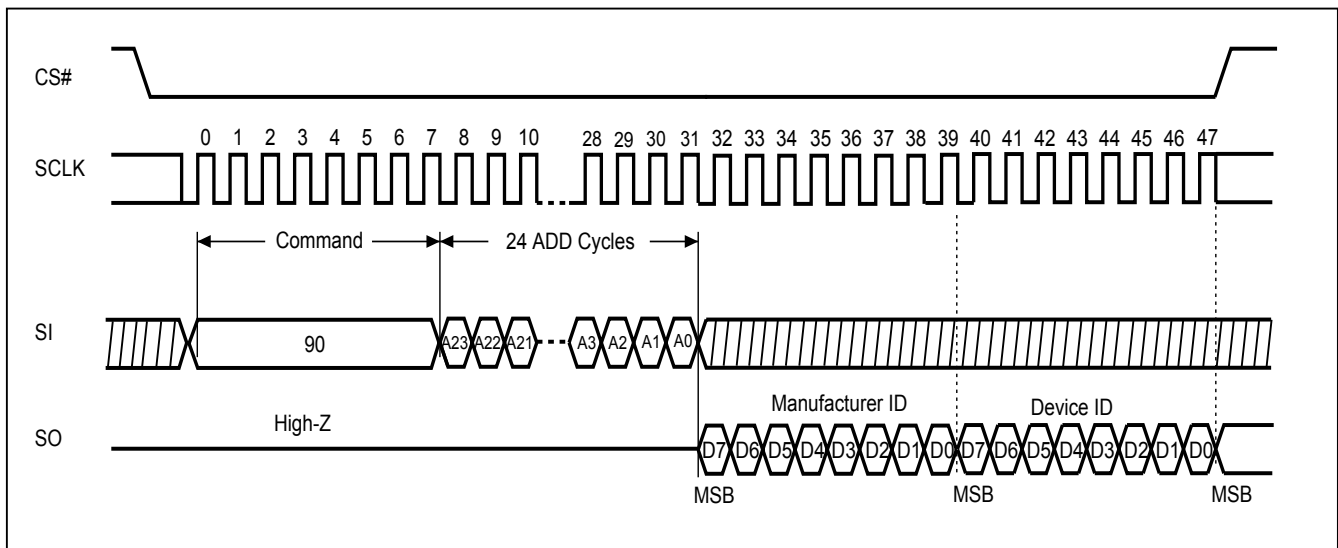 CS#
0 1 2 3 4 5 6 7 8 9 10 28 29 30 31 32 33 34 35 36 37 38 39 40 41 42 43 44 45 46 47
SCLK
Command 24 ADD Cycles
SI 90 A23 A22 A21 A3 A2 A1 A0
Manufacturer ID Device ID
High-Z
SO D7 D6 D5 D4 D3 D2 D1 D0 D7 D6 D5 D4 D3 D2 D1 D0
MSB MSB MSB